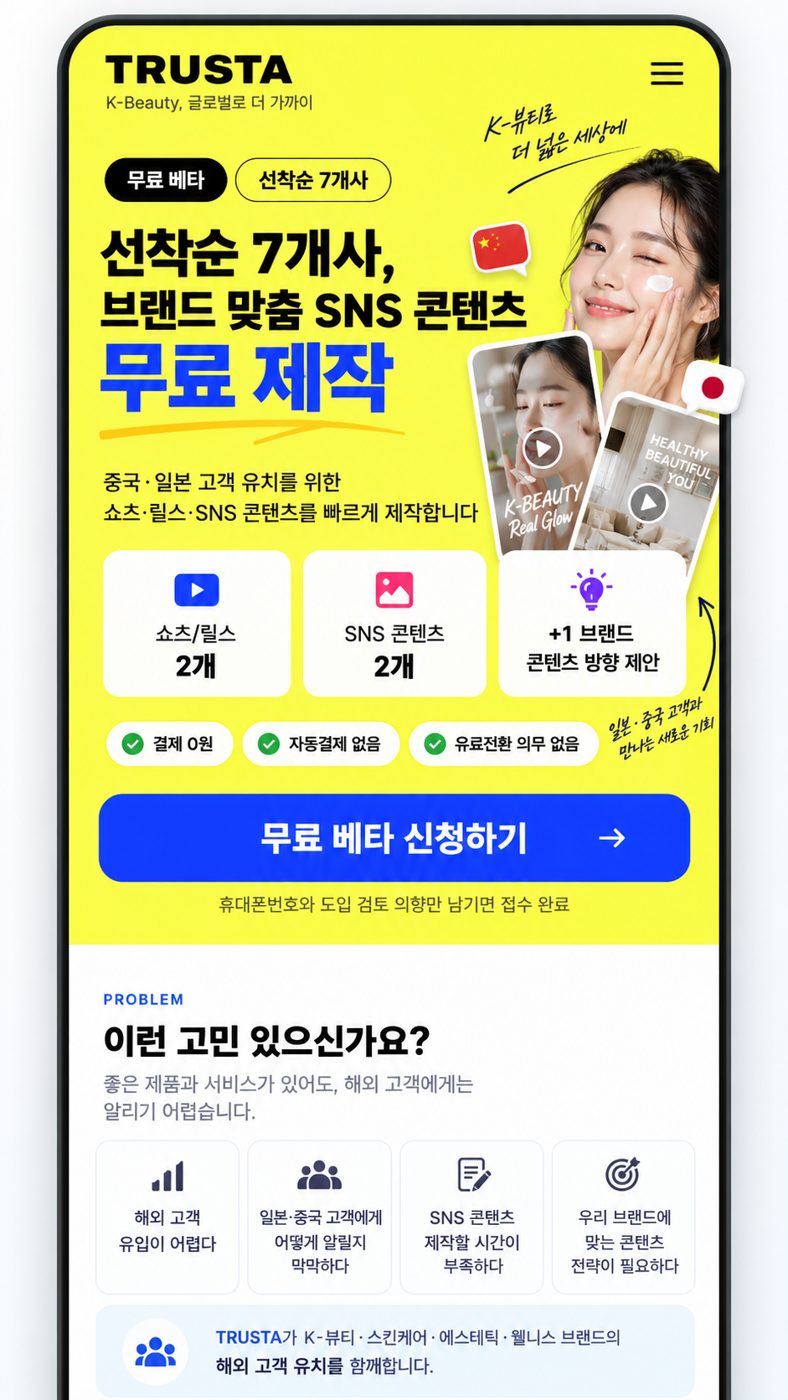 TRUSTA
K-Beauty, 글로벌로 더 가까이
K-뷰티로
더 넓은 세상에
무료 베타
선착순 7개사
선착순 7개사,
브랜드 맞춤 SNS 콘텐츠
무료 제작
중국·일본 고객 유치를 위한
쇼츠·릴스·SNS 콘텐츠를 빠르게 제작합니다
K-BEAUTY
Real Glow
HEALTHY
BEAUTIFUL
YOU
쇼츠/릴스
2개
SNS 콘텐츠
2개
+1 브랜드
콘텐츠 방향 제안
일본·중국 고객과
만나는 새로운 기회
결제 0원
자동결제 없음
유료전환 의무 없음
무료 베타 신청하기 →
휴대폰번호와 도입 검토 의향만 남기면 접수 완료
PROBLEM
이런 고민 있으신가요?
좋은 제품과 서비스가 있어도, 해외 고객에게는
알리기 어렵습니다.
해외 고객
유입이 어렵다
일본·중국 고객에게
어떻게 알릴지
막막하다
SNS 콘텐츠
제작할 시간이
부족하다
우리 브랜드에
맞는 콘텐츠
전략이 필요하다
TRUSTA가 K-뷰티·스킨케어·에스테틱·웰니스 브랜드의
해외 고객 유치를 함께합니다.